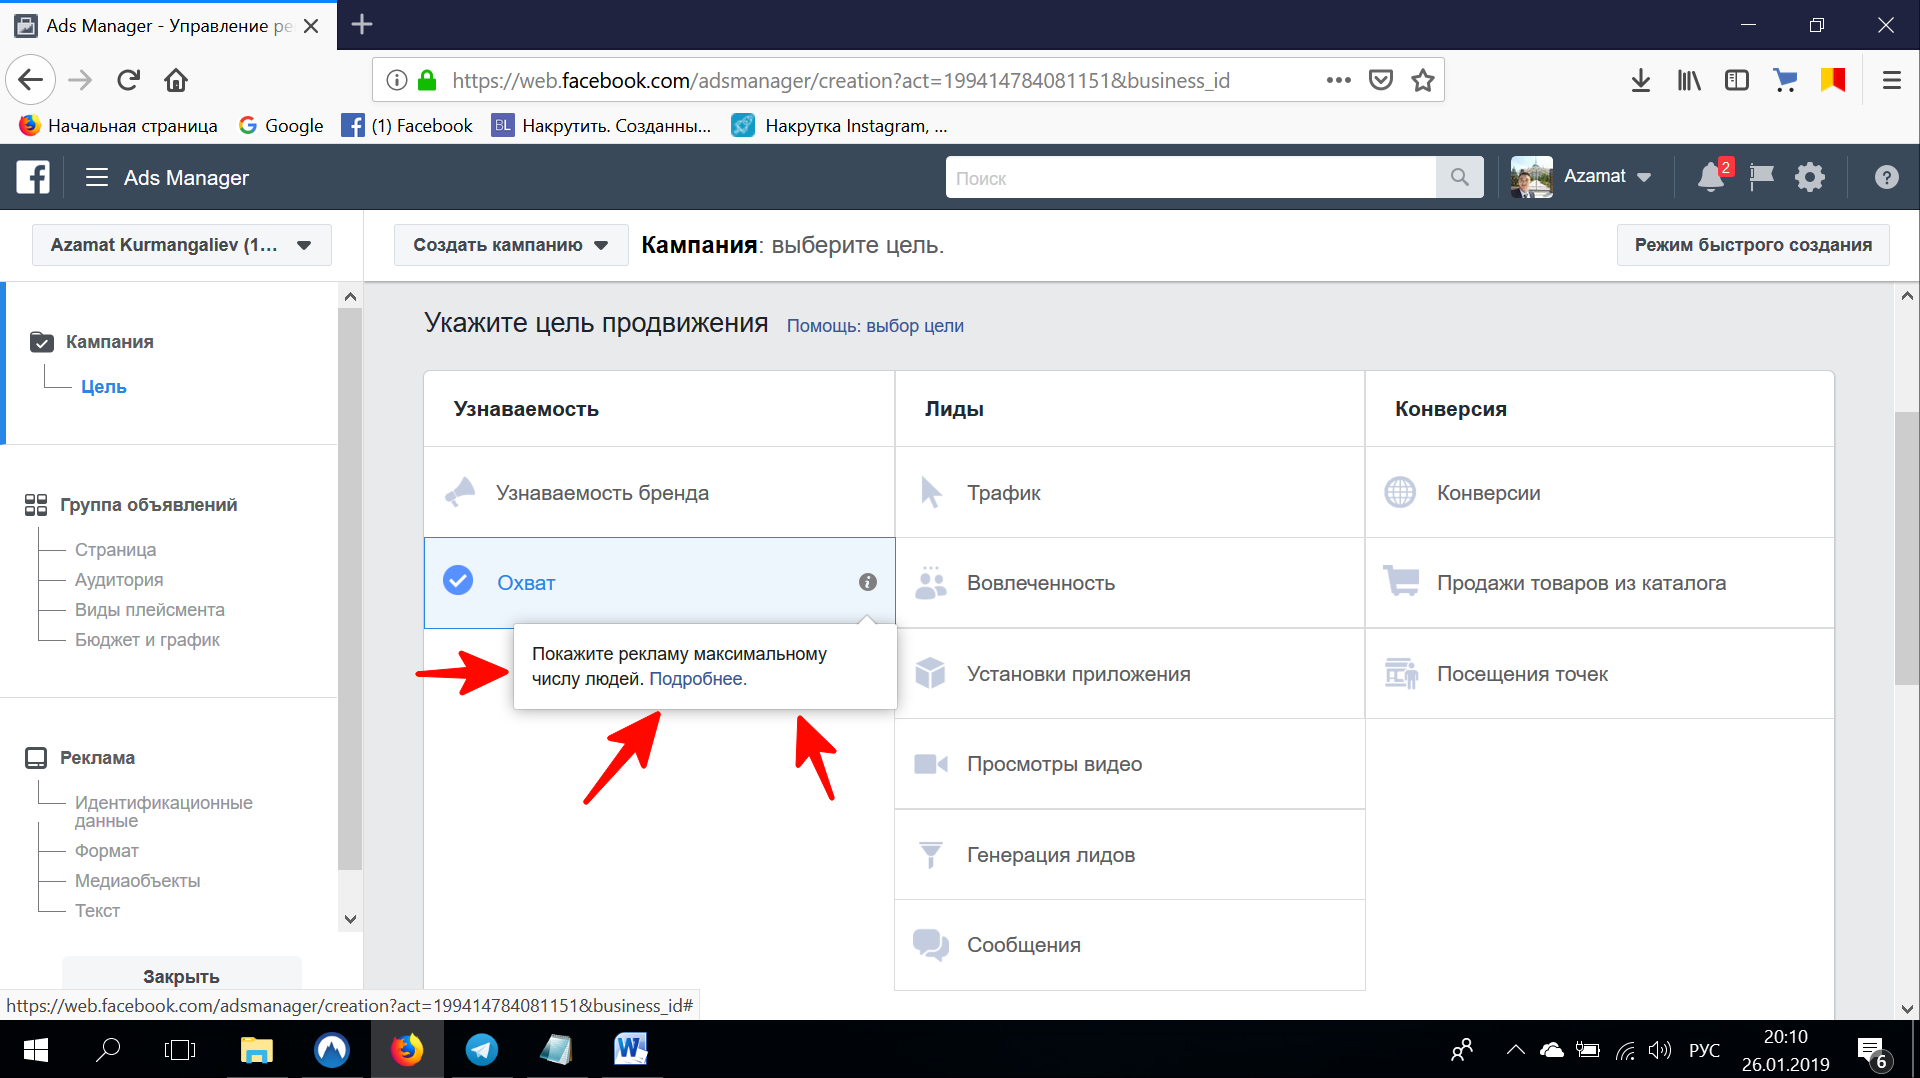 Ads Manager - Управление ре
https://web.facebook.com/adsmanager/creation?act=199414784081151&business_id
Начальная страница
Google
(1) Facebook
BL
Накрутить. Созданны...
Накрутка Instagram, ...
Ads Manager
Поиск
Azamat
2
Azamat Kurmangaliev (1...
Создать кампанию
Кампания: выберите цель.
Режим быстрого создания
Кампания
Цель
Группа объявлений
Страница
Аудитория
Виды плейсмента
Бюджет и график
Реклама
Идентификационные
данные
Формат
Медиаобъекты
Текст
Закрыть
Укажите цель продвижения
Помощь: выбор цели
Узнаваемость
Лиды
Конверсия
Узнаваемость бренда
Трафик
Конверсии
Охват
Вовлеченность
Продажи товаров из каталога
Покажите рекламу максимальному
числу людей. Подробнее.
Установки приложения
Посещения точек
Просмотры видео
Генерация лидов
Сообщения
https://web.facebook.com/adsmanager/creation?act=199414784081151&business_id#
РУС
20:10
26.01.2019
6